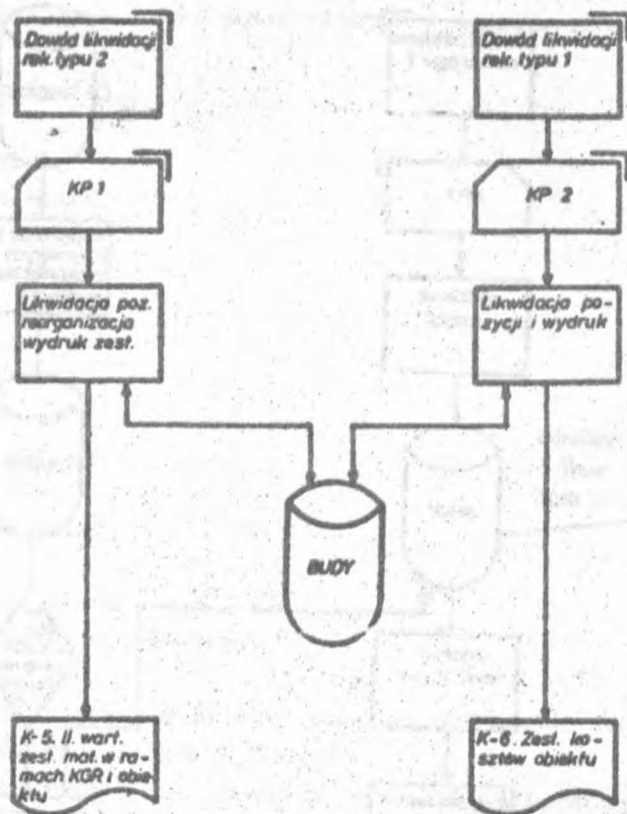 Dowód likwidacji
rek. typu 2
Dowód likwidacji
rek. typu 1
KP 1
KP 2
Likwidacja poz.
reorganizacja
wydruk zest.
Likwidacja po-
zycji i wydruk
BUDY
K-5. Il. wart.
zest. mat. w ra-
mach KGR i obie-
ktu
K-6. Zest. ko-
sztów obiektu